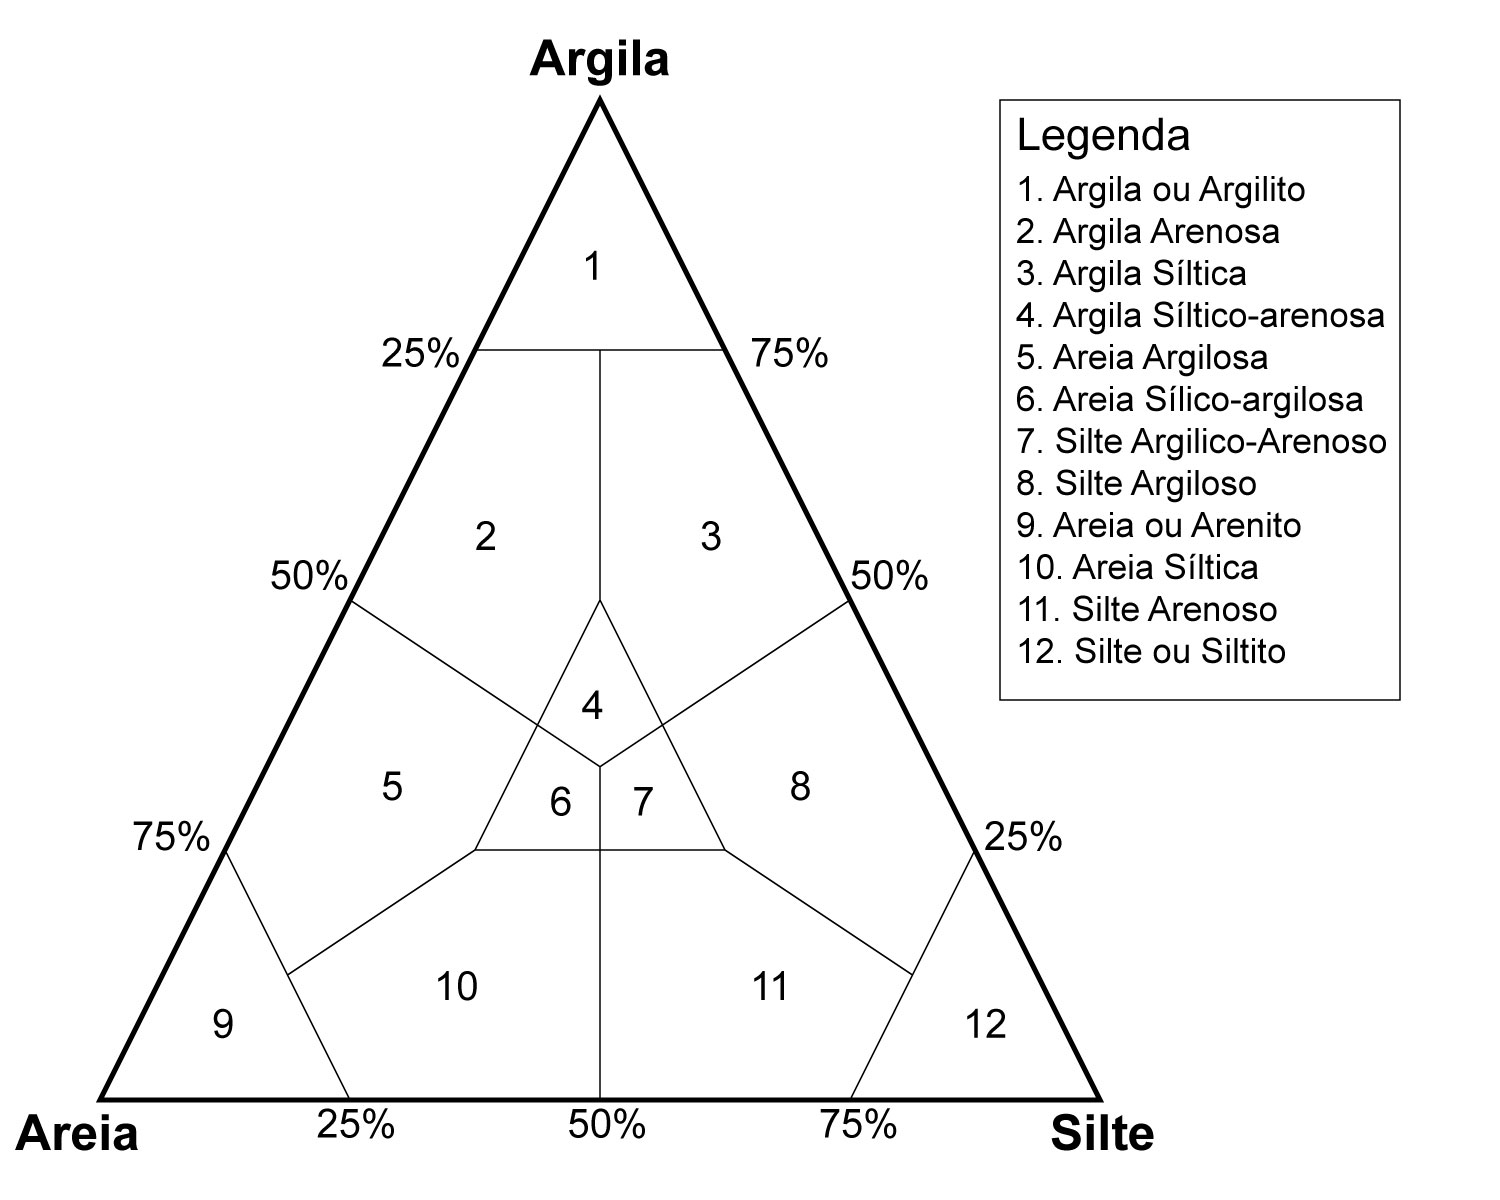 Argila
Legenda
1. Argila ou Argilito
2. Argila Arenosa
3. Argila Síltica
4. Argila Síltico-arenosa
5. Areia Argilosa
6. Areia Sílico-argilosa
7. Silte Argilico-Arenoso
8. Silte Argiloso
9. Areia ou Arenito
10. Areia Síltica
11. Silte Arenoso
12. Silte ou Siltito
1
25%
75%
2
3
50%
50%
4
5
6
7
8
75%
25%
10
11
9
12
Areia
25%
50%
75%
Silte